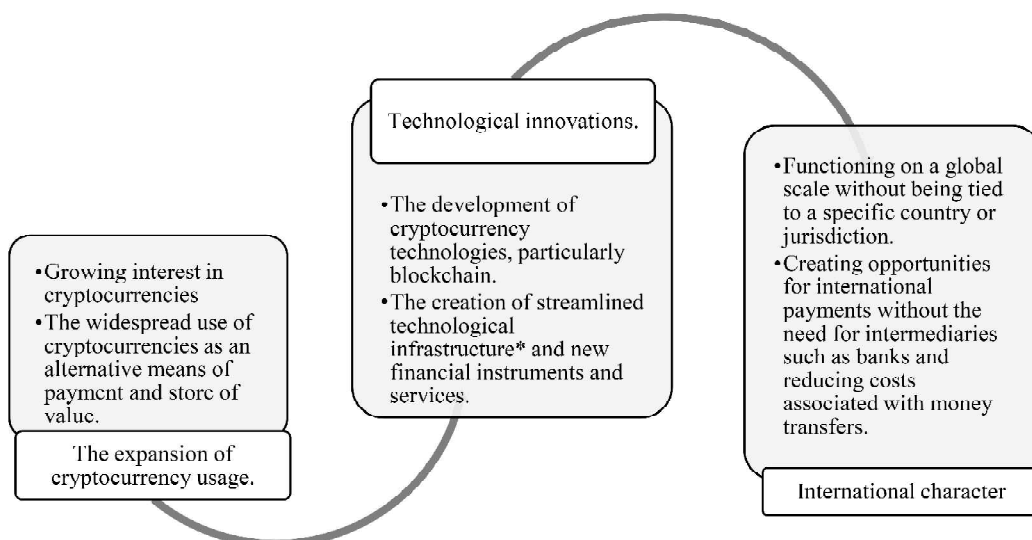 •Growing interest in
cryptocurrencies
•The widespread use of
cryptocurrencies as an
alternative means of
payment and store of
value.
The expansion of
cryptocurrency usage.
Technological innovations.
•The development of
cryptocurrency
technologies, particularly
blockchain.
•The creation of streamlined
technological
infrastructure* and new
financial instruments and
services.
•Functioning on a global
scale without being tied
to a specific country or
jurisdiction.
•Creating opportunities
for international
payments without the
need for intermediaries
such as banks and
reducing costs
associated with money
transfers.
International character